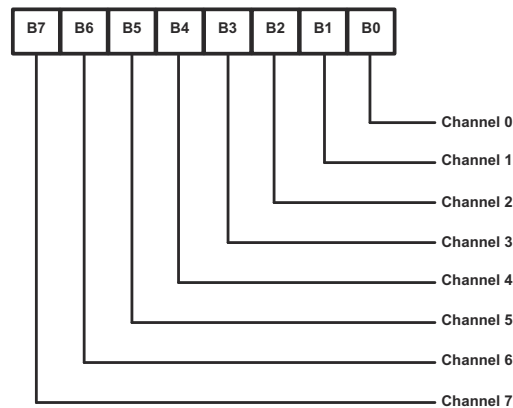 B7 B6 B5 B4 B3 B2 B1 B0
Channel 0
Channel 1
Channel 2
Channel 3
Channel 4
Channel 5
Channel 6
Channel 7